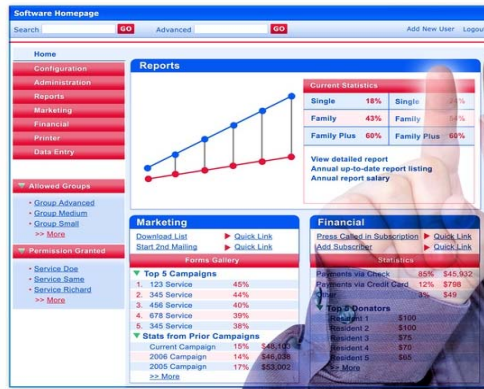 Software Homepage
Search GO Advanced GO Add New User Logout
Home
Configuration
Administration
Reports
Marketing
Financial
Printer
Data Entry
Allowed Groups
Group Advanced
Group Medium
Group Small
>> More
Permission Granted
Service Doe
Service Same
Service Richard
>> More
Reports
Current Statistics
Single 18% Single
Family 43% Family
Family Plus 60% Family Plus 60%
View detailed report
Annual up-to-date report listing
Annual report salary
Marketing
Download List Quick Link
Start 2nd Mailing Quick Link
Forms Gallery
Top 5 Campaigns
1. 123 Service 45%
2. 345 Service 44%
3. 456 Service 40%
4. 678 Service 39%
5. 345 Service 38%
Stats from Prior Campaigns
Current Campaign 15%
2006 Campaign 14% $46,038
2005 Campaign 17% $53,002
>> More
Financial
Press Called in Subscription Quick Link
Add Subscriber Quick Link
Statistics
Payments via Check 85% $45,932
Payments via Credit Card 12% $798
Other 3% $49
Top 5 Donators
Resident 1 $100
Resident 2 $100
Resident 3 $75
Resident 4 $70
Resident 5 $65
>> More